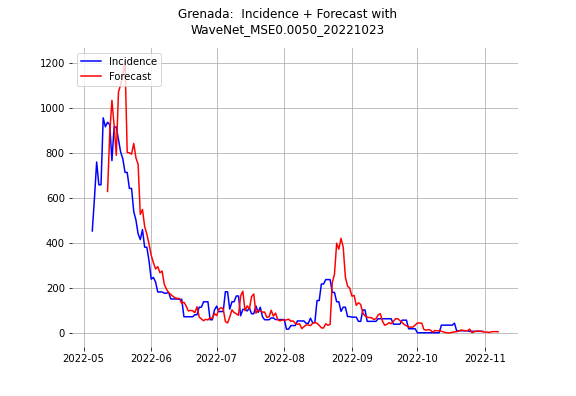 Grenada:  Incidence + Forecast with
WaveNet_MSE0.0050_20221023
Incidence
Forecast
1200
1000
800
600
400
200
0
2022-05 2022-06 2022-07 2022-08 2022-09 2022-10 2022-11